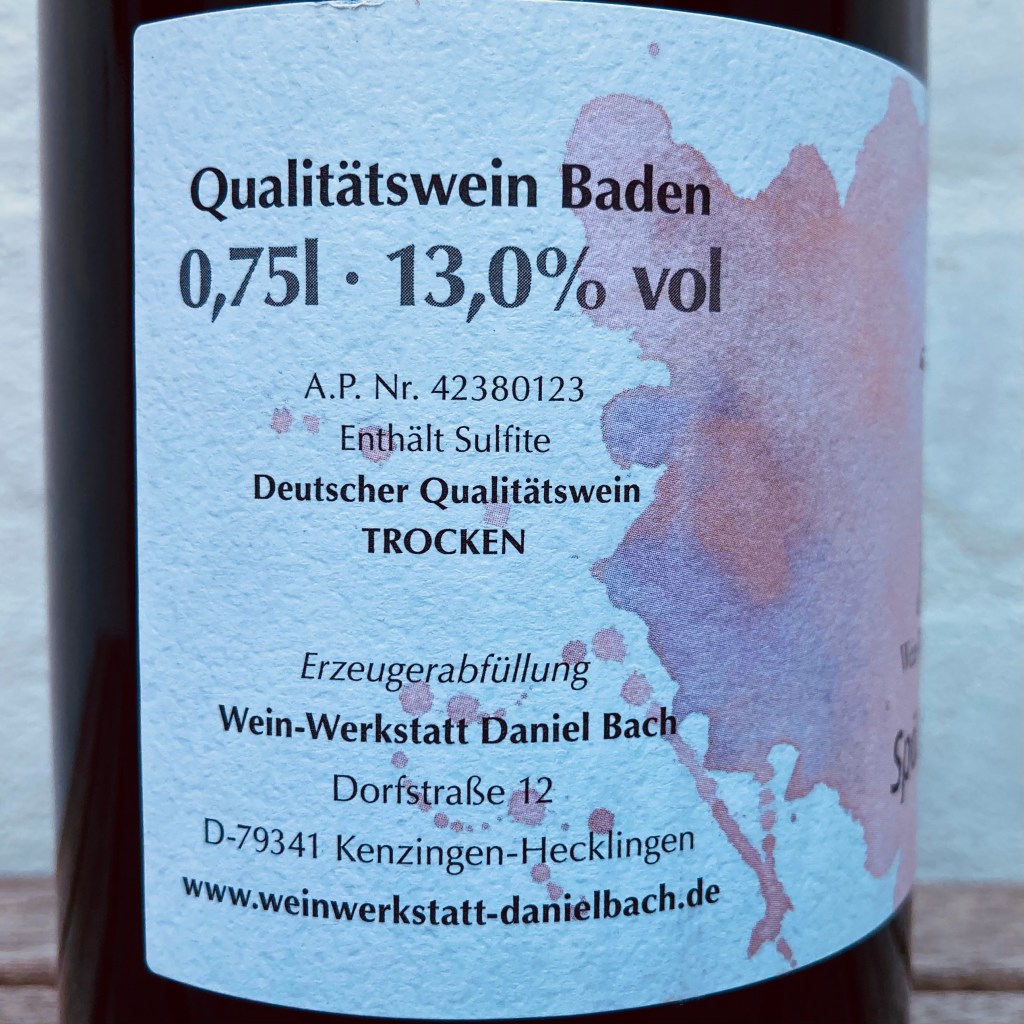 Qualitätswein Baden
0,75l · 13,0% vol
A.P. Nr. 42380123
Enthält Sulfite
Deutscher Qualitätswein
TROCKEN
Erzeugerabfüllung
Wein-Werkstatt Daniel Bach
Dorfstraße 12
D-79341 Kenzingen-Hecklingen
www.weinwerkstatt-danielbach.de